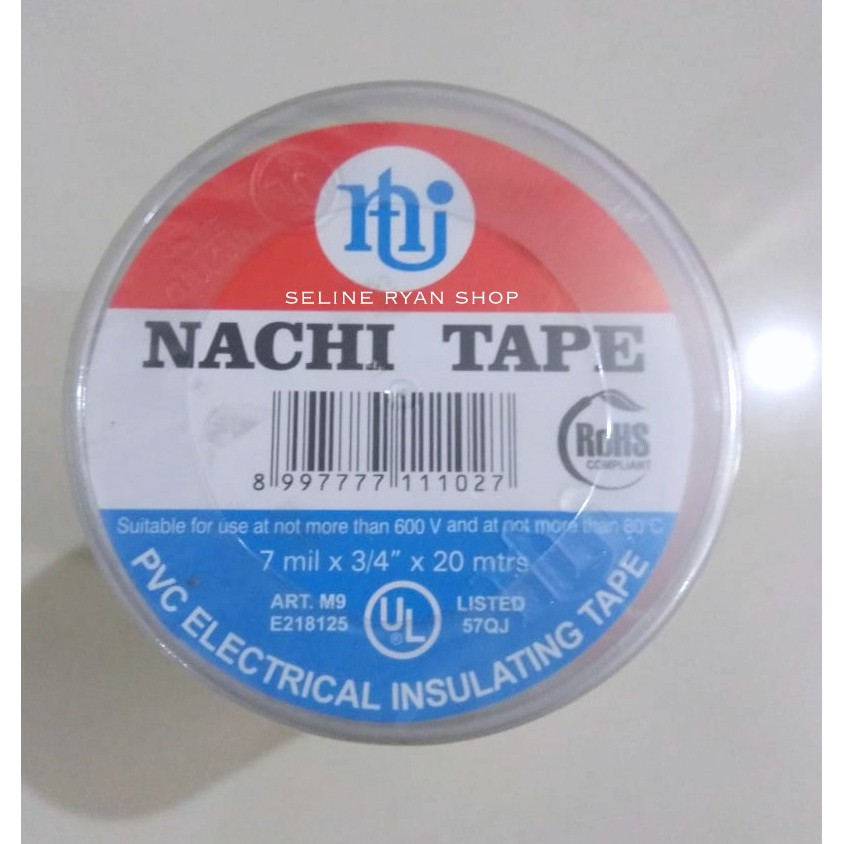 nti
SELINE RYAN SHOP
NACHI TAPE
RoHS
COMPLIANT
8 997777 111027
Suitable for use at not more than 600 V and at not more than 80°C
7 mil x 3/4" x 20 mtrs
ART. M9
E218125
UL
®
LISTED
57QJ
PVC ELECTRICAL INSULATING TAPE